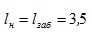 lн = lзаб = 3,5